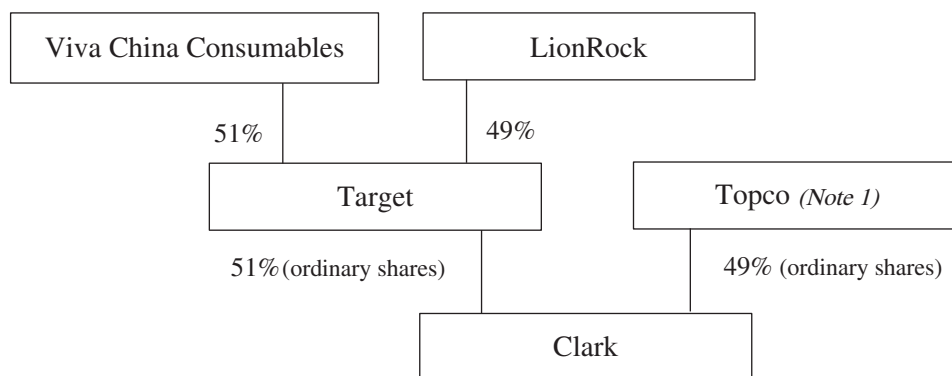 Viva China Consumables
LionRock
51%
49%
Target
Topco (Note 1)
51% (ordinary shares)
49% (ordinary shares)
Clark